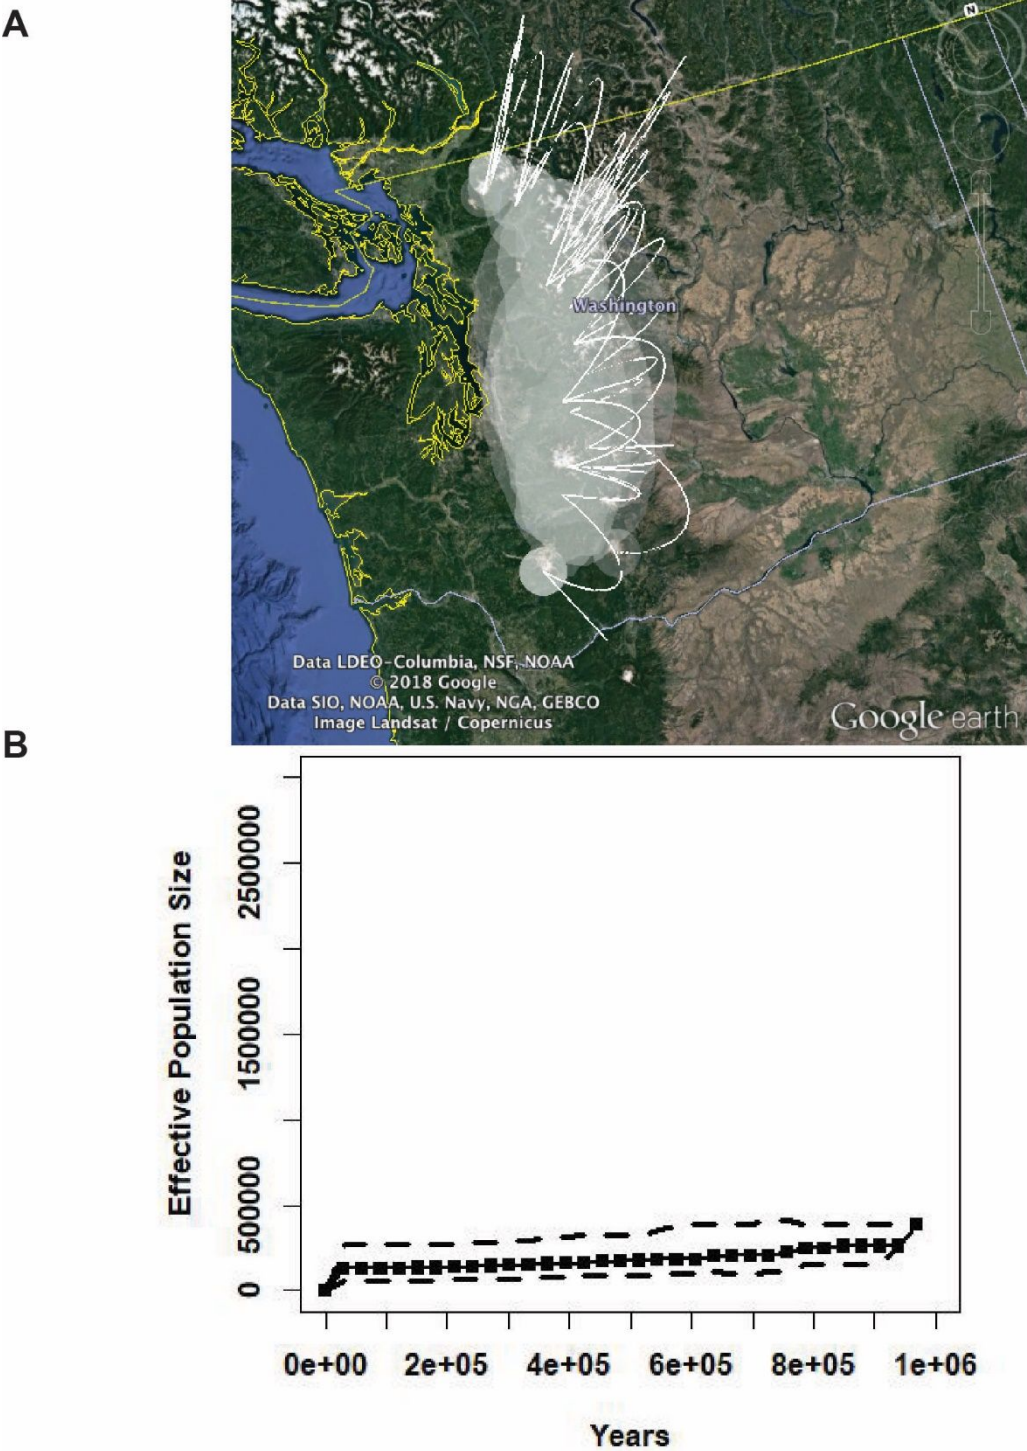 A
N
Washington
Data LDEO-Columbia, NSF, NOAA
© 2018 Google
Data SIO, NOAA, U.S. Navy, NGA, GEBCO
Image Landsat / Copernicus
Google earth
B
Effective Population Size
2500000
1500000
500000
0
0e+00 2e+05 4e+05 6e+05 8e+05 1e+06
Years